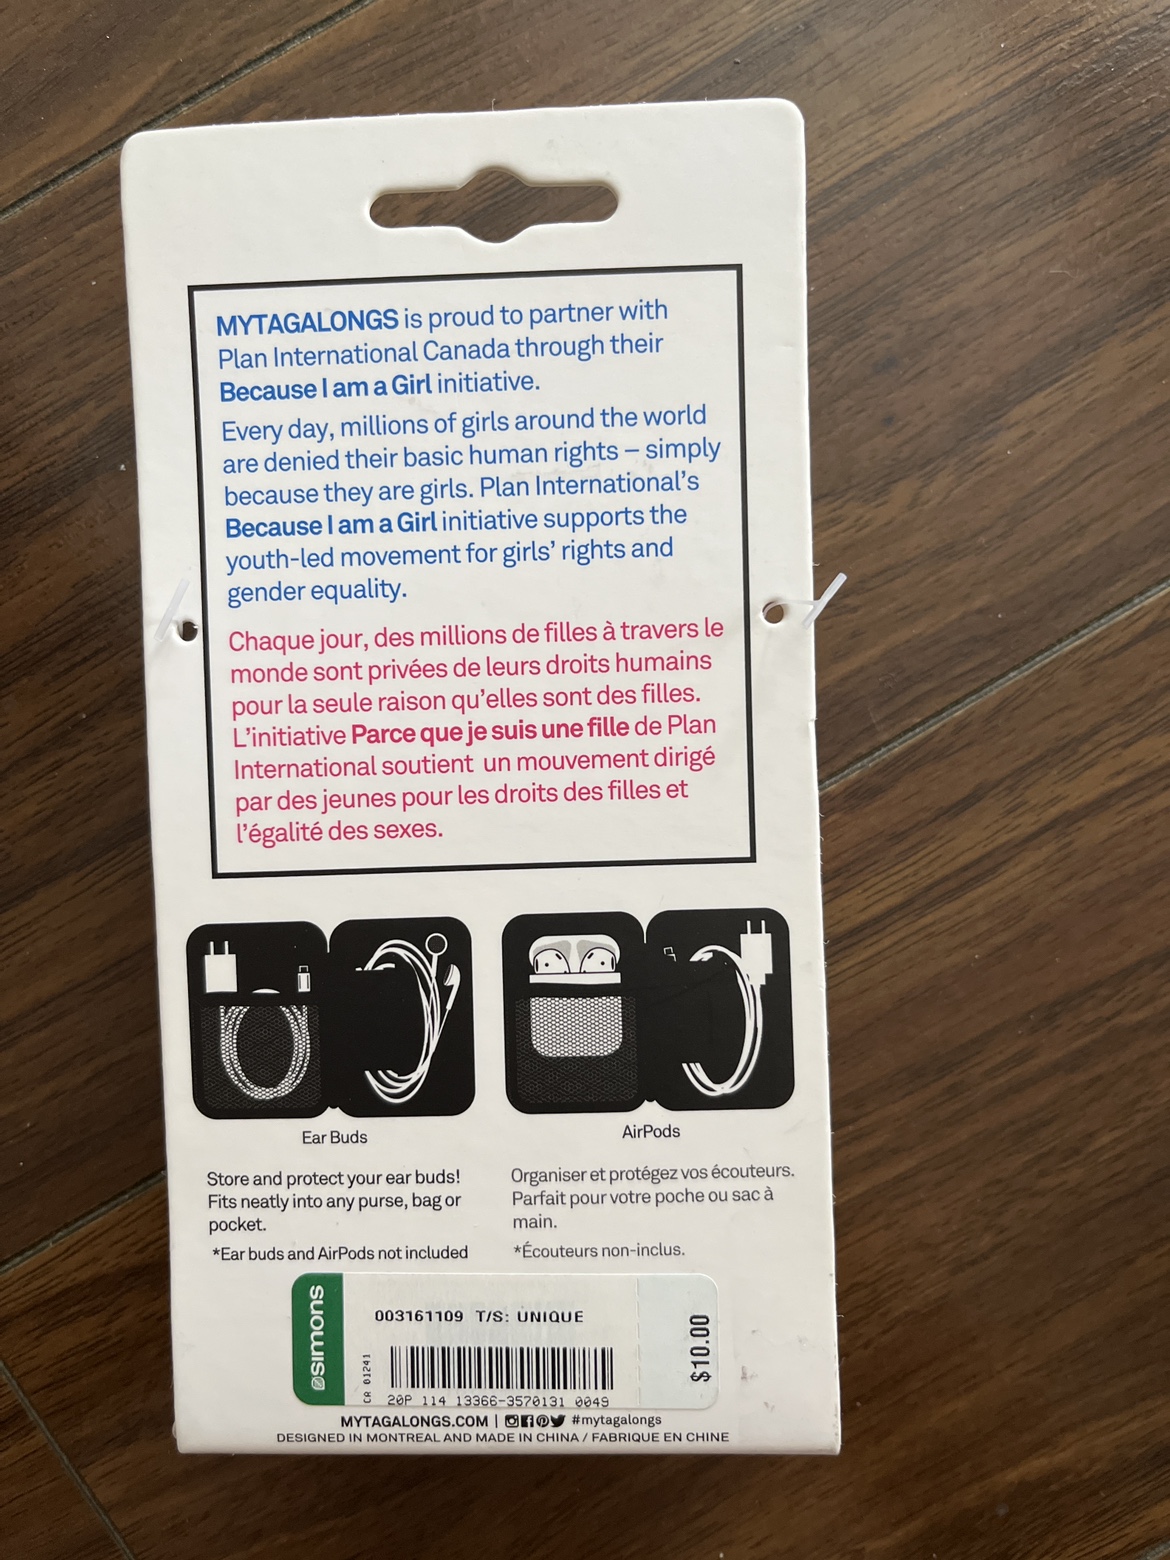 MYTAGALONGS is proud to partner with
Plan International Canada through their
Because I am a Girl initiative.
Every day, millions of girls around the world
are denied their basic human rights – simply
because they are girls. Plan International's
Because I am a Girl initiative supports the
youth-led movement for girls' rights and
gender equality.
Chaque jour, des millions de filles à travers le
monde sont privées de leurs droits humains
pour la seule raison qu'elles sont des filles.
L'initiative Parce que je suis une fille de Plan
International soutient un mouvement dirigé
par des jeunes pour les droits des filles et
l'égalité des sexes.
Ear Buds
Store and protect your ear buds!
Fits neatly into any purse, bag or
pocket.
*Ear buds and AirPods not included
AirPods
Organiser et protégez vos écouteurs.
Parfait pour votre poche ou sac à
main.
*Écouteurs non-inclus.
simons
003161109 T/S: UNIQUE
CA 01241
20P 114 13366-3570131 0049
$10.00
MYTAGALONGS.COM | #mytagalongs
DESIGNED IN MONTREAL AND MADE IN CHINA / FABRIQUE EN CHINE